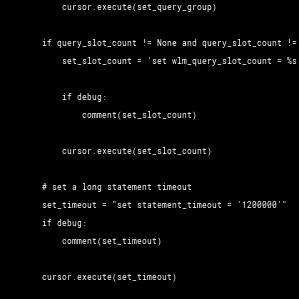 cursor.execute(set_query_group)
if query_slot_count != None and query_slot_count !=
set_slot_count = 'set wlm_query_slot_count = %s
if debug:
comment(set_slot_count)
cursor.execute(set_slot_count)
# set a long statement timeout
set_timeout = "set statement_timeout = '1200000'"
if debug:
comment(set_timeout)
cursor.execute(set_timeout)